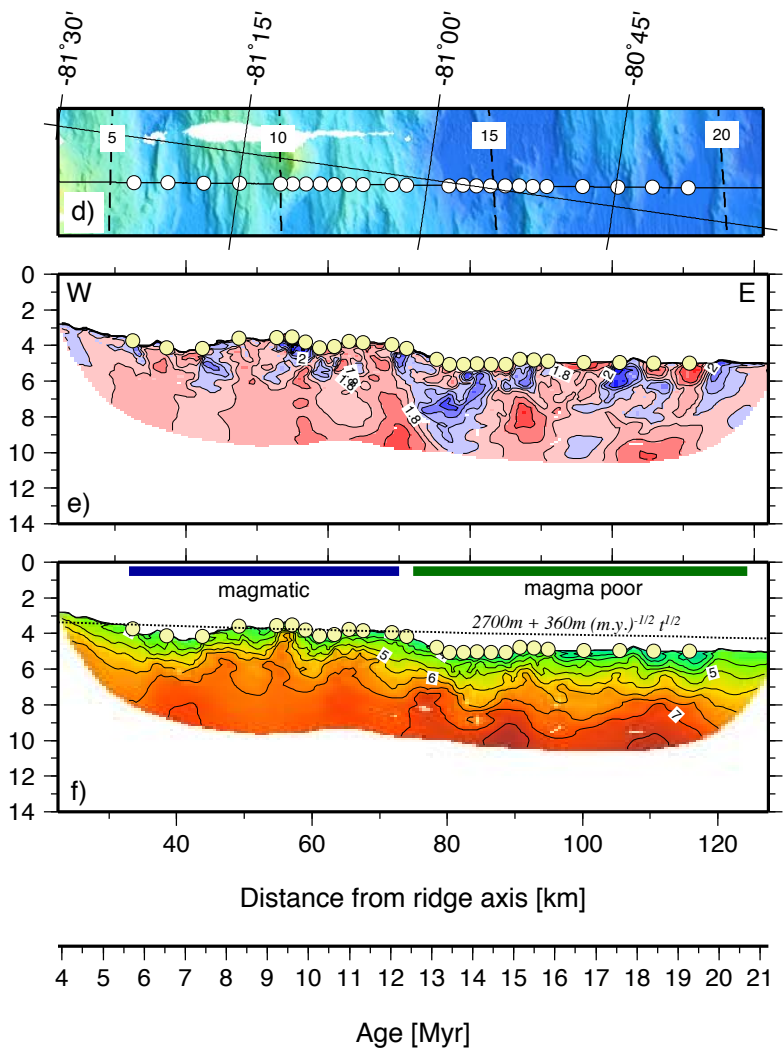 -81˚30' -81˚15' -81˚00' -80˚45'
5 10 15 20
d)
0 W E
2
4 2 1.8 1.8 1.8 2 2
6
8 1.8
10
12
14 e)
0
magmatic magma poor
2 2700m + 360m (m.y.)-1/2 t1/2
4
6 5 6 5
8 7
10
12
14 f)
40 60 80 100 120
Distance from ridge axis [km]
4 5 6 7 8 9 10 11 12 13 14 15 16 17 18 19 20 21
Age [Myr]